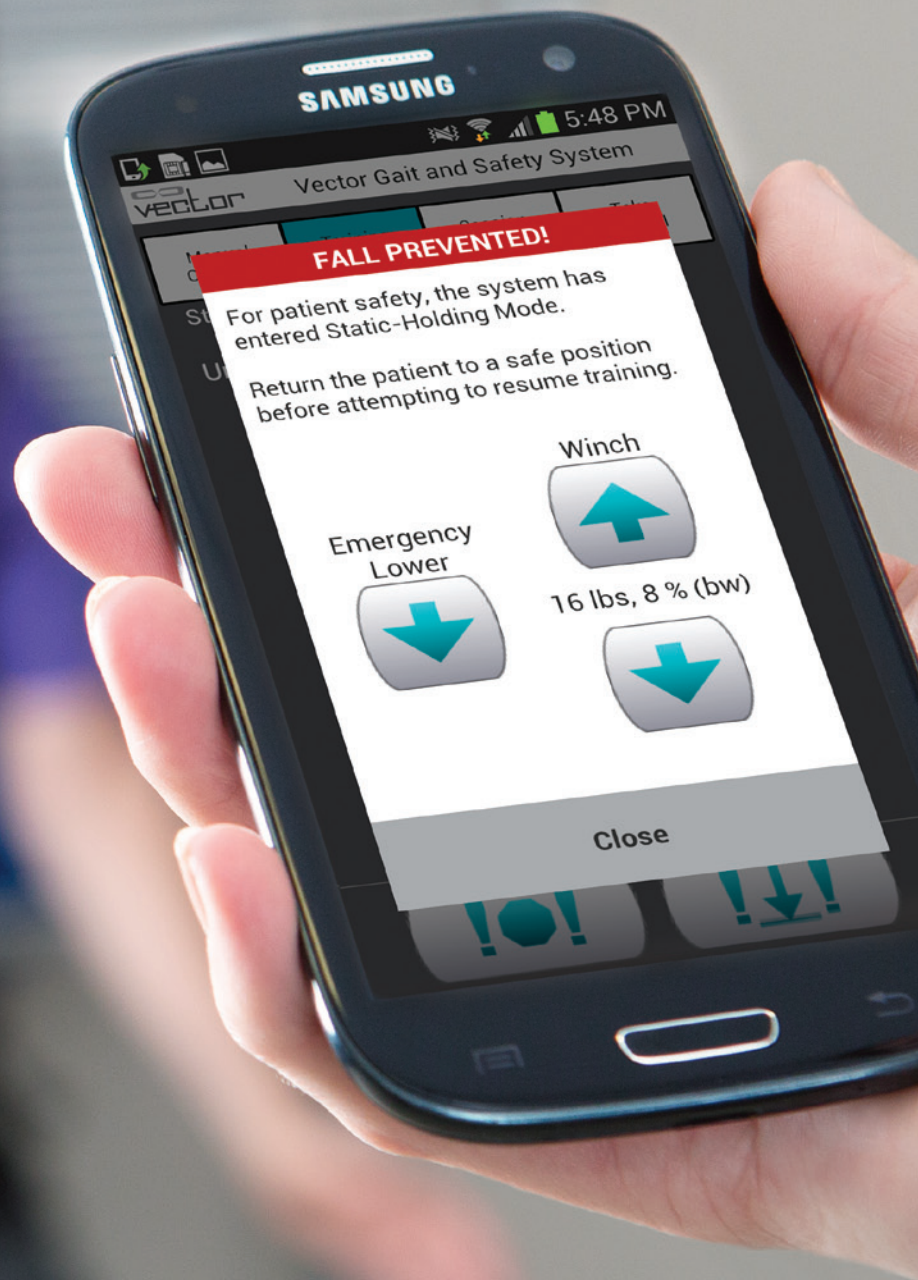 SAMSUNG
5:48 PM
vector
Vector Gait and Safety System
FALL PREVENTED!
For patient safety, the system has
entered Static-Holding Mode.
Return the patient to a safe position
before attempting to resume training.
Winch
Emergency
Lower
16 lbs, 8 % (bw)
Close